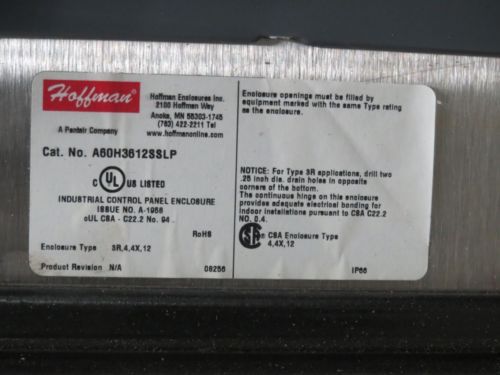 Hoffman®
Hoffman Enclosures Inc.
2100 Hoffman Way
Anoka, MN 55303-1745
(763) 422-2211 Tel
www.hoffmanonline.com
A Pentair Company
Cat. No. A60H3612SSLP
C UL US LISTED
INDUSTRIAL CONTROL PANEL ENCLOSURE
ISSUE NO. A-1956
cUL CSA - C22.2 No. 94
RoHS
Enclosure Type 3R,4,4X,12
Product Revision N/A
08256
Enclosure openings must be filled by
equipment marked with the same Type rating
as the enclosure.
NOTICE: For Type 3R applications, drill two
.25 inch dia. drain holes in opposite
corners of the bottom.
The continuous hinge on this enclosure
provides adequate electrical bonding for
indoor installations pursuant to CSA C22.2
NO. 0.4.
CSA Enclosure Type
4,4X,12
IP66